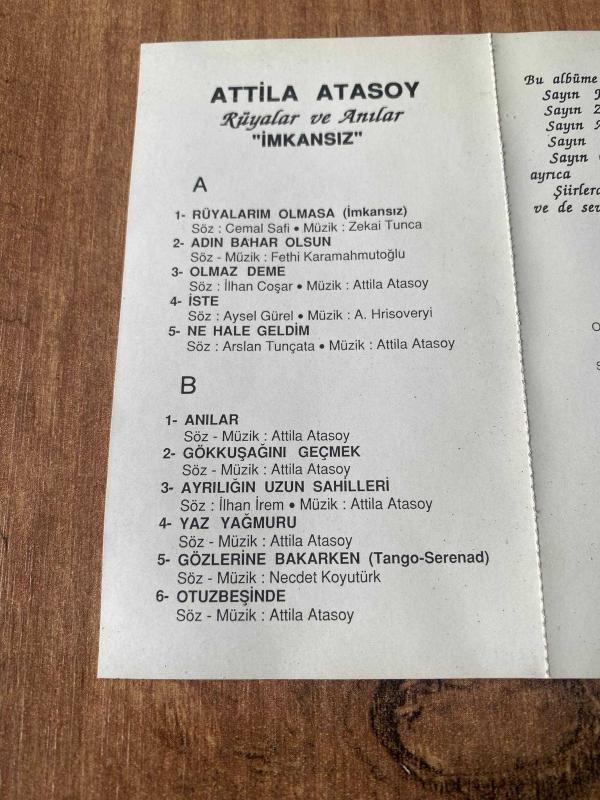 ATTİLA ATASOY
Rüyalar ve Anılar
"İMKANSIZ"
A
1- RÜYALARIM OLMASA (İmkansız)
Söz : Cemal Safi • Müzik : Zekai Tunca
2- ADIN BAHAR OLSUN
Söz - Müzik : Fethi Karamahmutoğlu
3- OLMAZ DEME
Söz : İlhan Coşar • Müzik : Attila Atasoy
4- İSTE
Söz : Aysel Gürel • Müzik : A. Hrisoveryi
5- NE HALE GELDİM
Söz : Arslan Tunçata • Müzik : Attila Atasoy
B
1- ANILAR
Söz - Müzik : Attila Atasoy
2- GÖKKUŞAĞINI GEÇMEK
Söz - Müzik : Attila Atasoy
3- AYRILIĞIN UZUN SAHİLLERİ
Söz : İlhan İrem • Müzik : Attila Atasoy
4- YAZ YAĞMURU
Söz - Müzik : Attila Atasoy
5- GÖZLERİNE BAKARKEN (Tango-Serenad)
Söz - Müzik : Necdet Koyutürk
6- OTUZBEŞİNDE
Söz - Müzik : Attila Atasoy
Bu albüme
Sayın
Sayın
Sayın
Sayın
Sayın
ayrıca
Şiirlerd
ve de sev